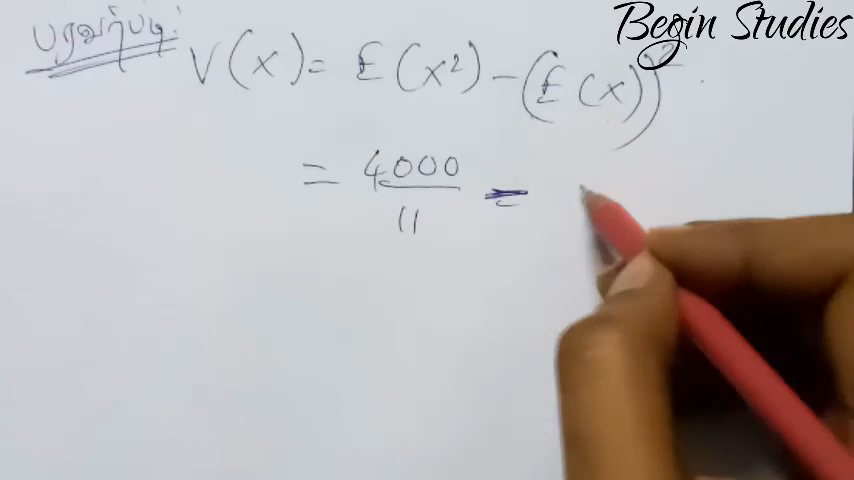 Begin Studies
பரவற்படி:
V(x) = E(x²) - (E(x))²
= 4000
11